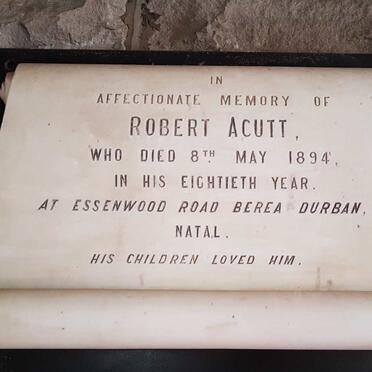 IN
AFFECTIONATE MEMORY OF
ROBERT ACUTT,
WHO DIED 8TH MAY 1894,
IN HIS EIGHTIETH YEAR.
AT ESSENWOOD ROAD BEREA DURBAN,
NATAL.
HIS CHILDREN LOVED HIM.